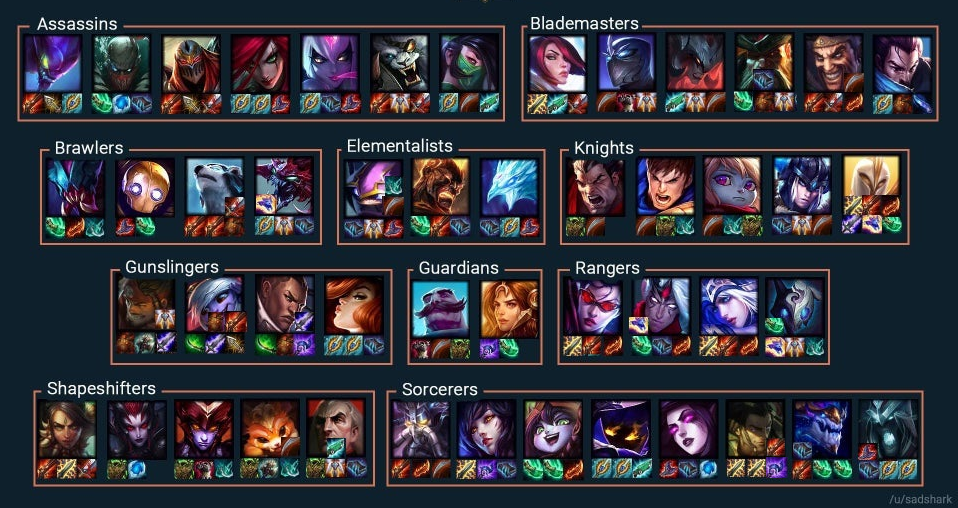 Assassins
Blademasters
Brawlers
Elementalists
Knights
Gunslingers
Guardians
Rangers
Shapeshifters
Sorcerers
/u/sadshark